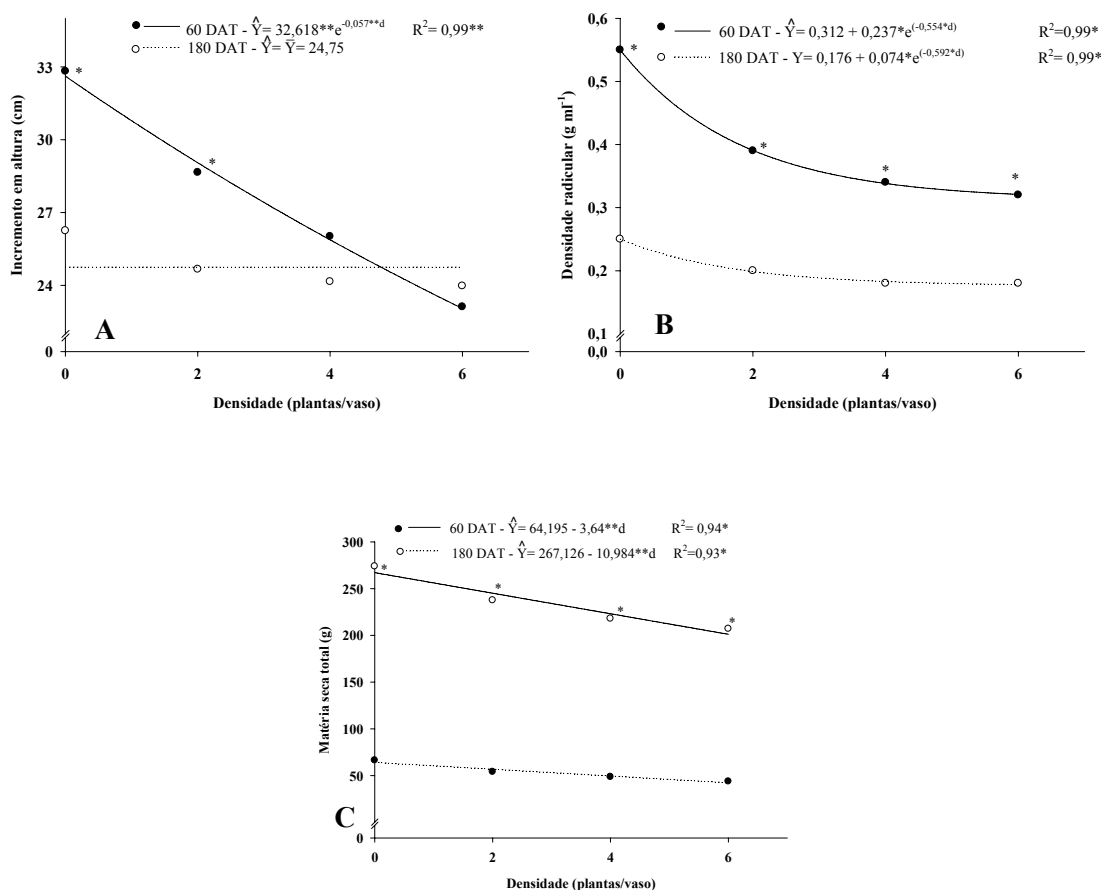 60 DAT - Ŷ= 32,618**e^-0,057**d R²= 0,99**
180 DAT - Ŷ= Y̅= 24,75
33
30
27
24
0
*
*
Incremento em altura (cm)
A
0 2 4 6
Densidade (plantas/vaso)
60 DAT - Ŷ= 0,312 + 0,237*e^(-0,554*d) R²=0,99*
180 DAT - Y= 0,176 + 0,074*e^(-0,592*d) R²= 0,99*
0,6
0,5
0,4
0,3
0,2
0,1
0,0
*
*
*
*
Densidade radicular (g ml⁻¹)
B
0 2 4 6
Densidade (plantas/vaso)
60 DAT - Ŷ= 64,195 - 3,64**d R²= 0,94*
180 DAT - Ŷ= 267,126 - 10,984**d R²=0,93*
300
250
200
150
100
50
0
*
*
*
*
Matéria seca total (g)
C
0 2 4 6
Densidade (plantas/vaso)